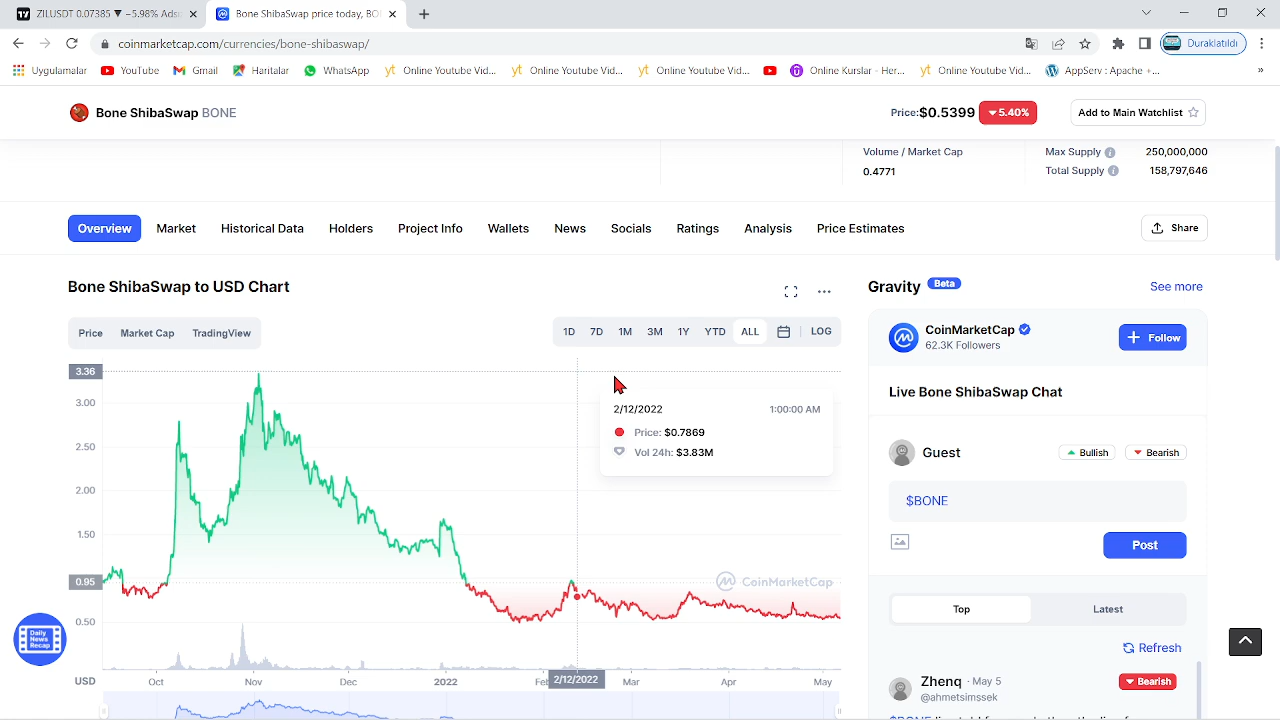 ZILUSDT 0.07385 ▼ −5.98% Adsı
Bone ShibaSwap price today, BO
coinmarketcap.com/currencies/bone-shibaswap/
Duraklatıldı
Uygulamalar
YouTube
Gmail
Haritalar
WhatsApp
Online Youtube Vid...
Online Youtube Vid...
Online Youtube Vid...
Online Kurslar - Her...
Online Youtube Vid...
AppServ : Apache +...
»
Bone ShibaSwap BONE
Price:$0.5399
▼5.40%
Add to Main Watchlist
Volume / Market Cap
0.4771
Max Supply
250,000,000
Total Supply
158,797,646
Overview
Market
Historical Data
Holders
Project Info
Wallets
News
Socials
Ratings
Analysis
Price Estimates
Share
Bone ShibaSwap to USD Chart
Price
Market Cap
TradingView
1D
7D
1M
3M
1Y
YTD
ALL
LOG
3.36
3.00
2.50
2.00
1.50
0.95
0.50
2/12/2022
1:00:00 AM
Price: $0.7869
Vol 24h: $3.83M
CoinMarketCap
USD
Oct
Nov
Dec
2022
2/12/2022
Mar
Apr
May
Daily
News
Recap
Gravity
Beta
See more
CoinMarketCap
62.3K Followers
Follow
Live Bone ShibaSwap Chat
Guest
Bullish
Bearish
$BONE
Post
Top
Latest
Refresh
Zhenq · May 5
Bearish
@ahmetsimssek